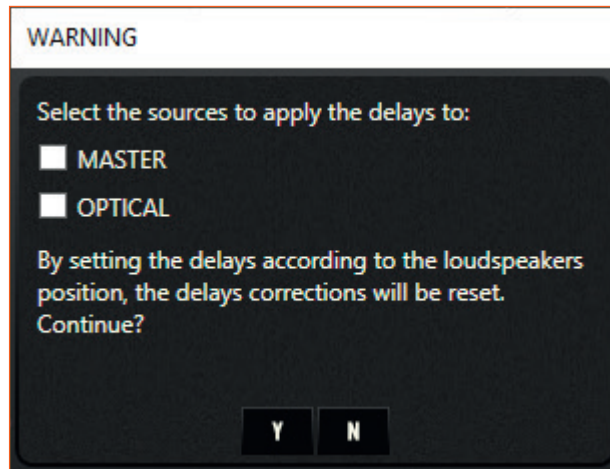 WARNING
Select the sources to apply the delays to:
MASTER
OPTICAL
By setting the delays according to the loudspeakers
position, the delays corrections will be reset.
Continue?
Y N